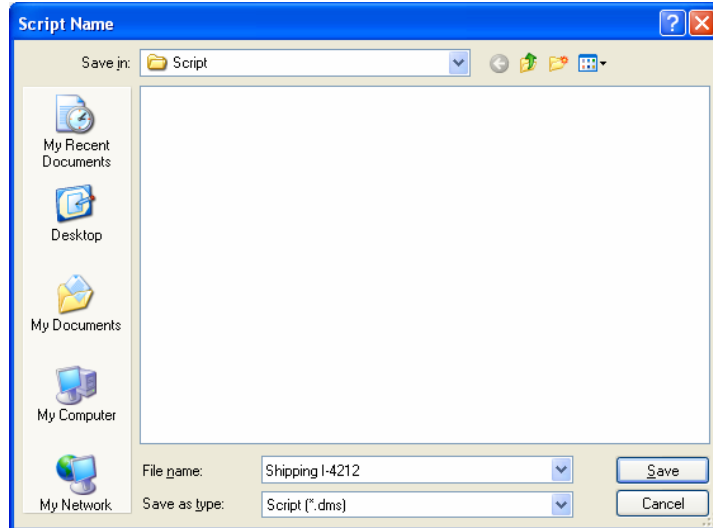 Script Name
Save in: Script
My Recent
Documents
Desktop
My Documents
My Computer
My Network
File name: Shipping I-4212 Save
Save as type: Script (*.dms) Cancel